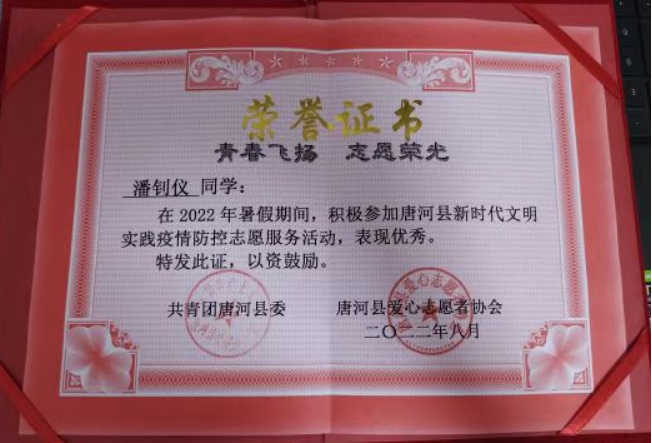 荣誉证书
青春飞扬 志愿荣光
潘钊仪 同学：
在 2022 年暑假期间，积极参加唐河县新时代文明
实践疫情防控志愿服务活动，表现优秀。
特发此证，以资鼓励。
共青团唐河县委 唐河县爱心志愿者协会
二〇二二年八月